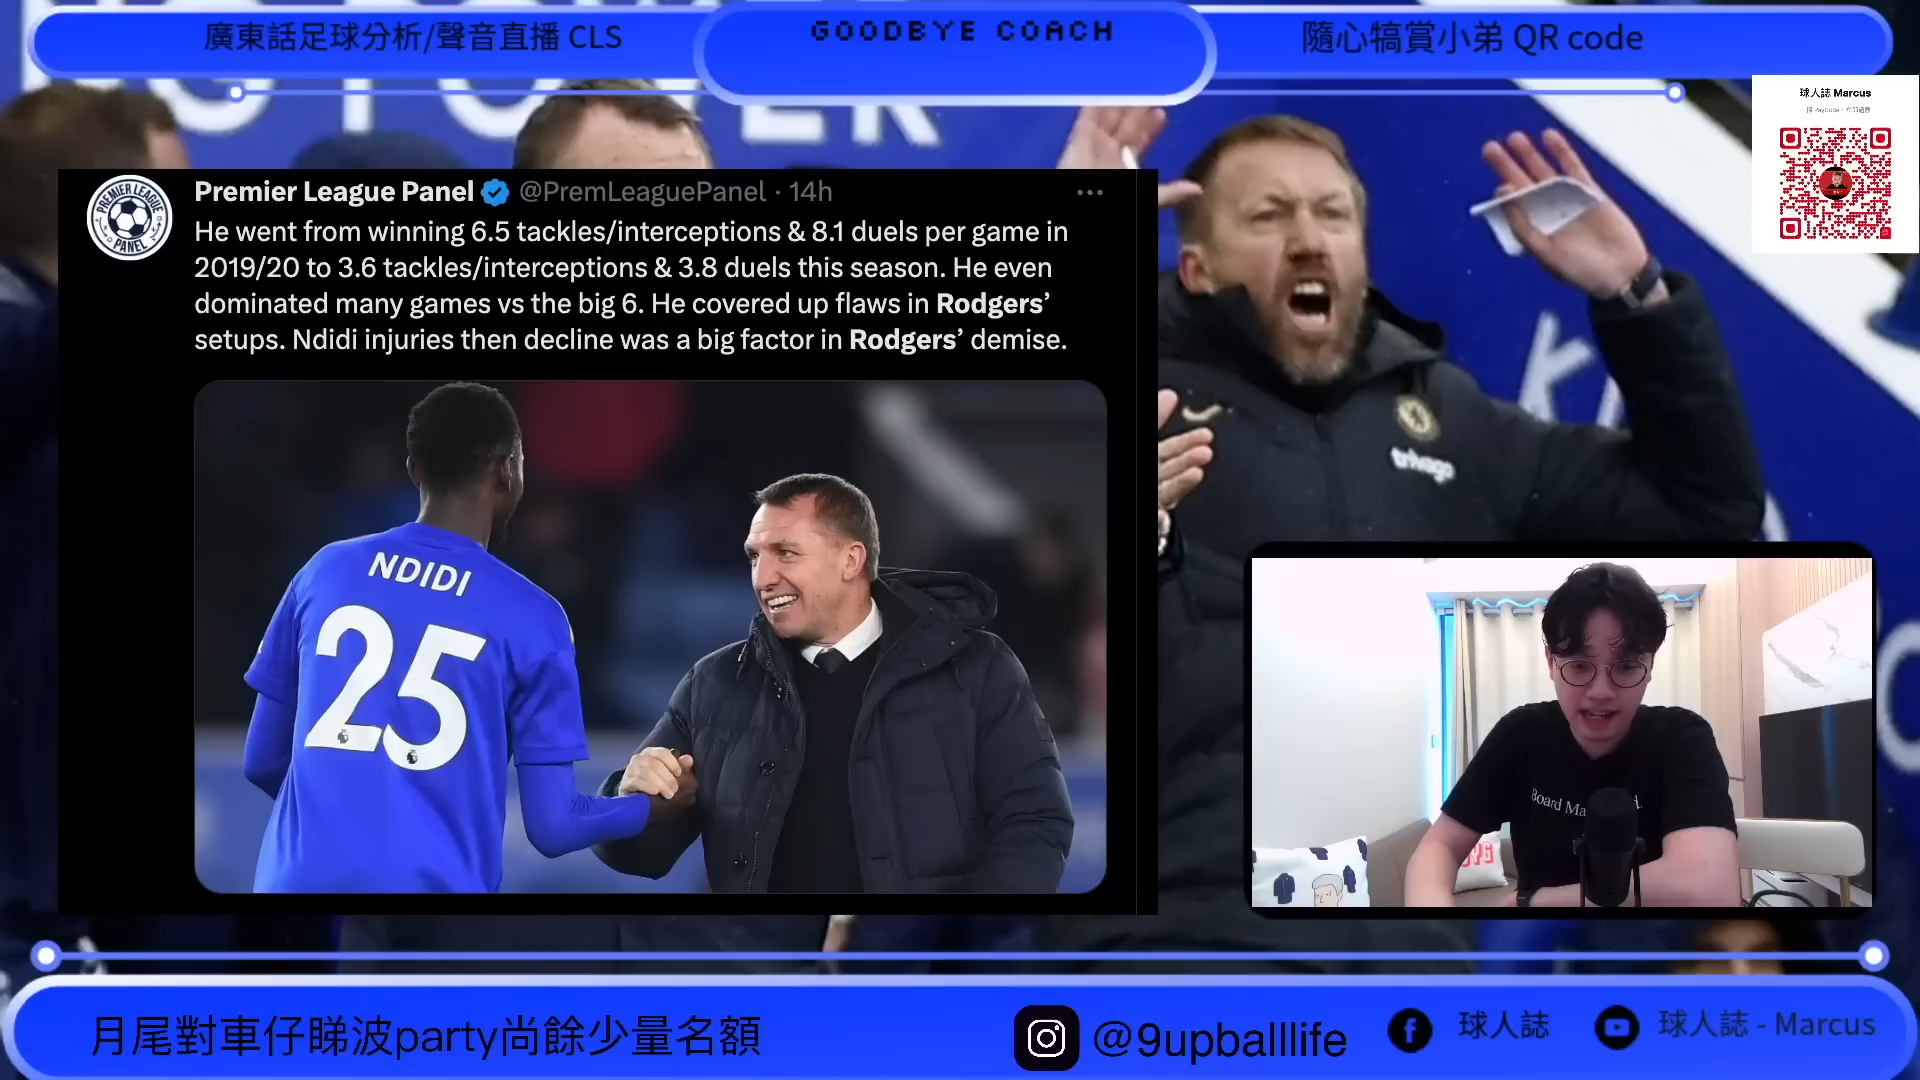 廣東話足球分析/聲音直播 CLS
GOODBYE COACH
隨心犒賞小弟 QR code
球人誌 Marcus
PREMIER LEAGUE
PANEL
Premier League Panel @PremLeaguePanel · 14h
He went from winning 6.5 tackles/interceptions & 8.1 duels per game in
2019/20 to 3.6 tackles/interceptions & 3.8 duels this season. He even
dominated many games vs the big 6. He covered up flaws in Rodgers’
setups. Ndidi injuries then decline was a big factor in Rodgers’ demise.
NDIDI
25
trivago
月尾對車仔睇波party尚餘少量名額
@9upballlife
球人誌
球人誌 - Marcus